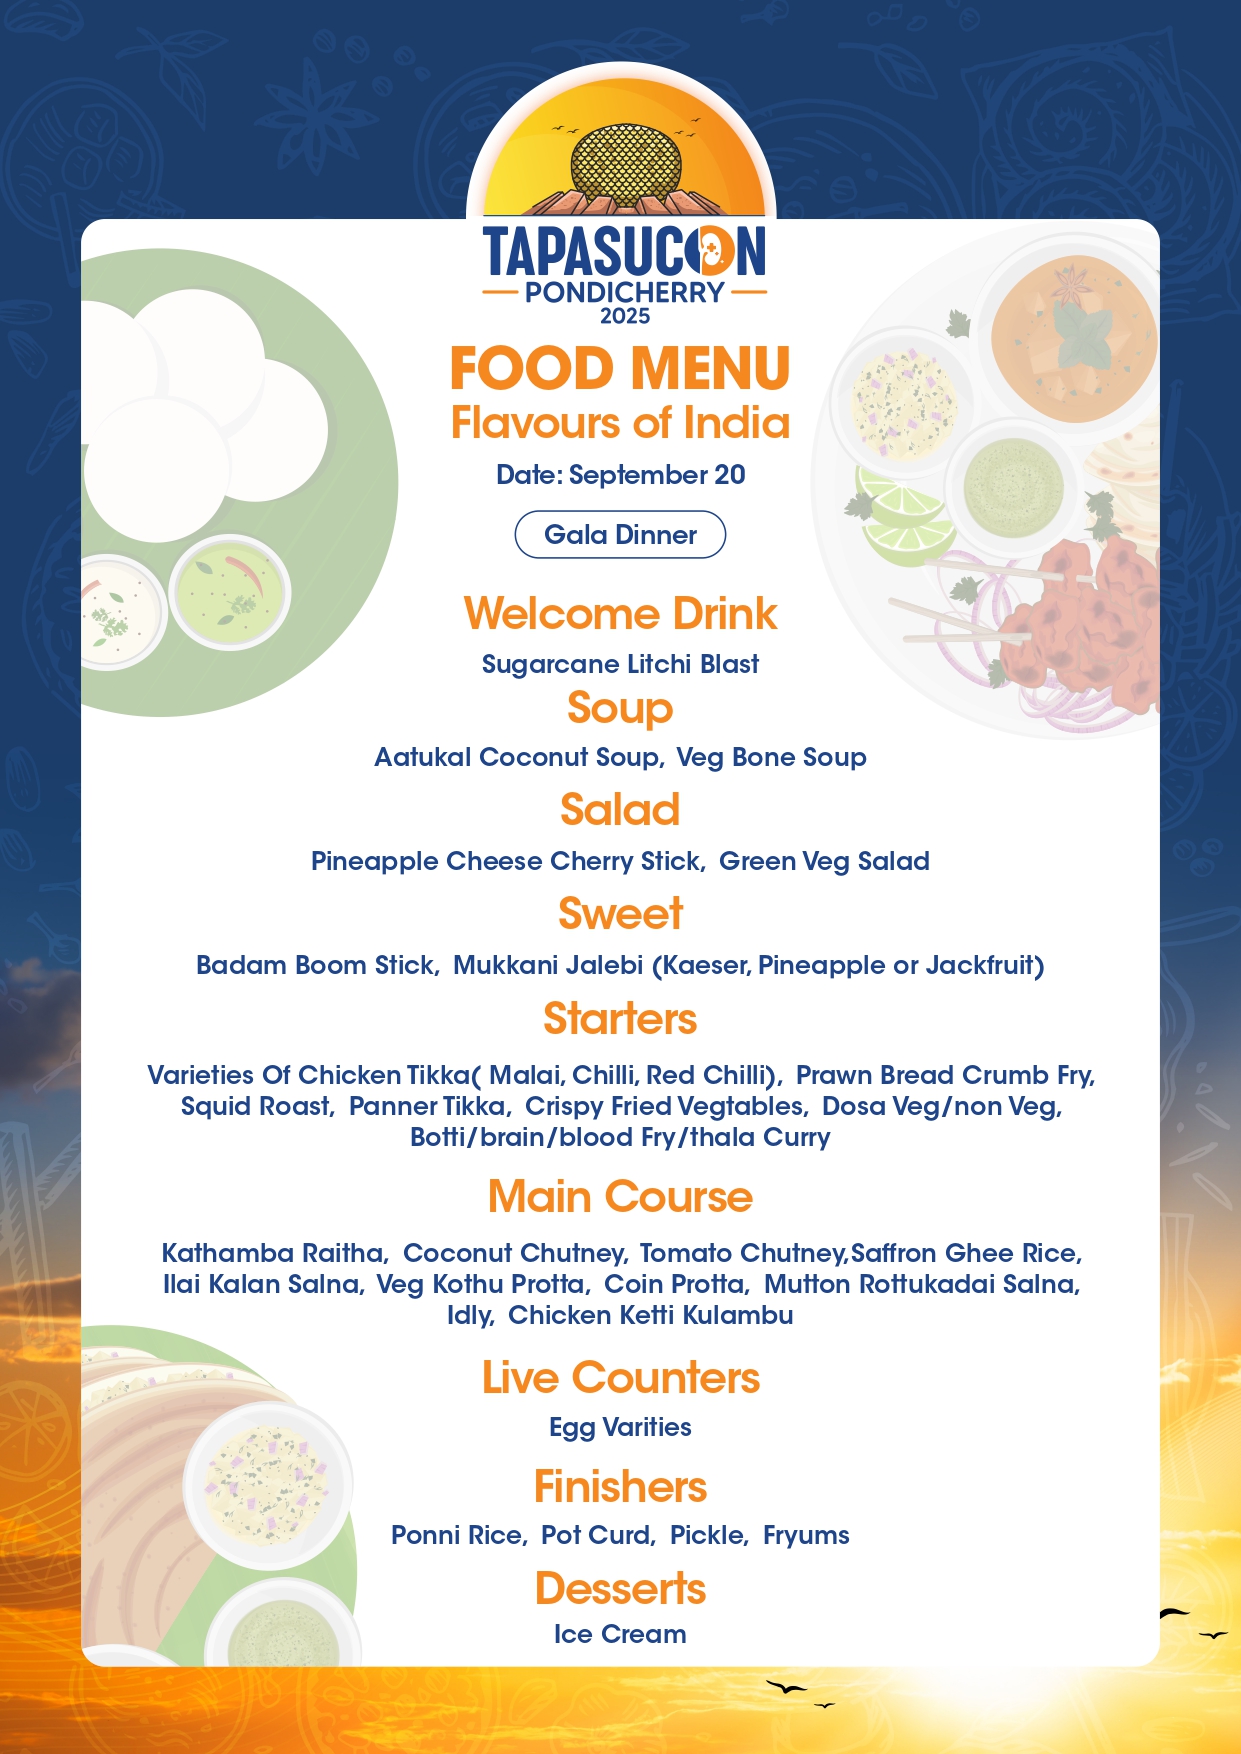 TAPASUCON
PONDICHERRY
2025
FOOD MENU
Flavours of India
Date: September 20
Gala Dinner
Welcome Drink
Sugarcane Litchi Blast
Soup
Aatukal Coconut Soup, Veg Bone Soup
Salad
Pineapple Cheese Cherry Stick, Green Veg Salad
Sweet
Badam Boom Stick, Mukkani Jalebi (Kaeser, Pineapple or Jackfruit)
Starters
Varieties Of Chicken Tikka( Malai, Chilli, Red Chilli), Prawn Bread Crumb Fry,
Squid Roast, Panner Tikka, Crispy Fried Vegtables, Dosa Veg/non Veg,
Botti/brain/blood Fry/thala Curry
Main Course
Kathamba Raitha, Coconut Chutney, Tomato Chutney,Saffron Ghee Rice,
Ilai Kalan Salna, Veg Kothu Protta, Coin Protta, Mutton Rottukadai Salna,
Idly, Chicken Ketti Kulambu
Live Counters
Egg Varities
Finishers
Ponni Rice, Pot Curd, Pickle, Fryums
Desserts
Ice Cream